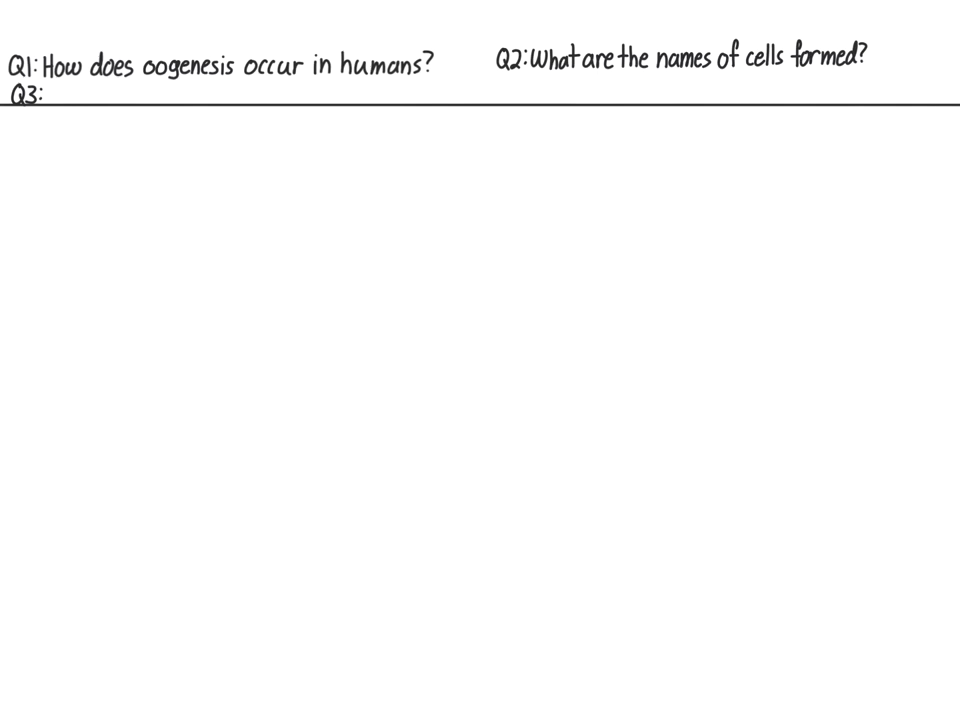 Q1: How does oogenesis occur in humans? Q2: What are the names of cells formed?
Q3: